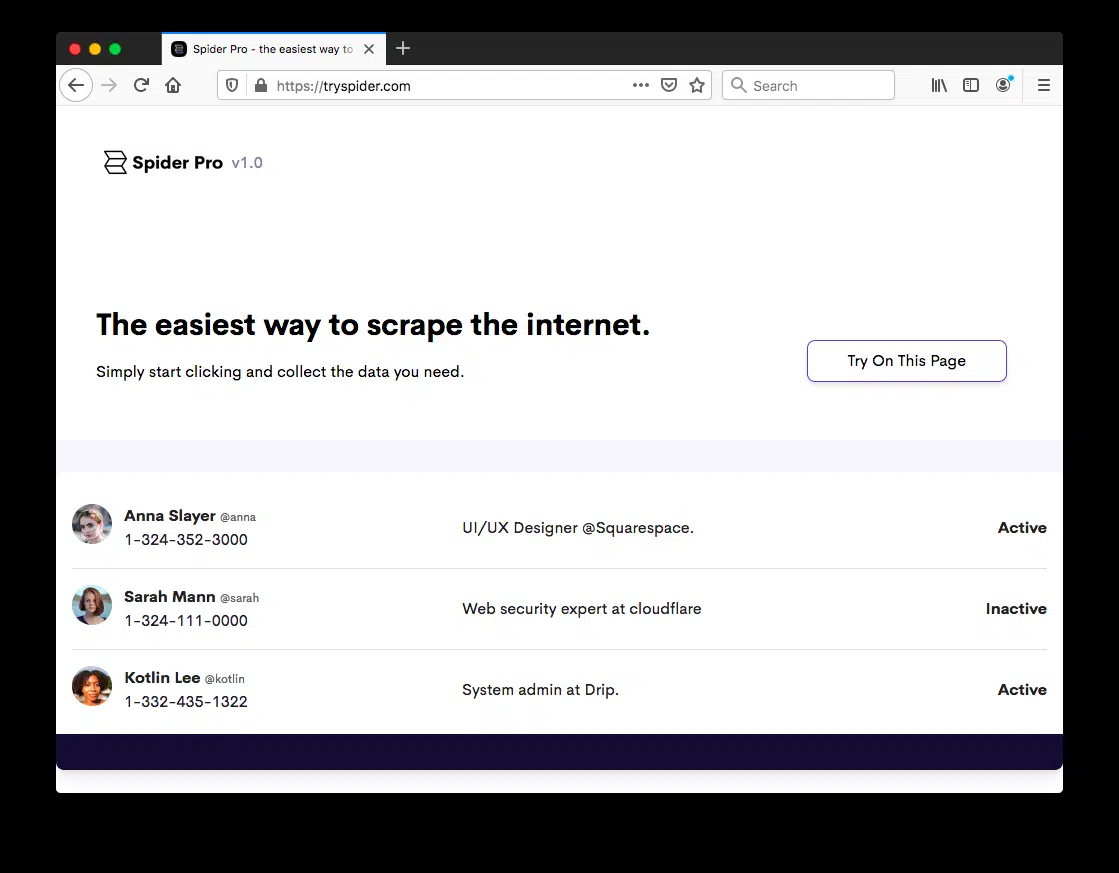 Spider Pro - the easiest way to
https://tryspider.com
Search
Spider Pro v1.0
The easiest way to scrape the internet.
Simply start clicking and collect the data you need.
Try On This Page
Anna Slayer @anna
1-324-352-3000
UI/UX Designer @Squarespace.
Active
Sarah Mann @sarah
1-324-111-0000
Web security expert at cloudflare
Inactive
Kotlin Lee @kotlin
1-332-435-1322
System admin at Drip.
Active